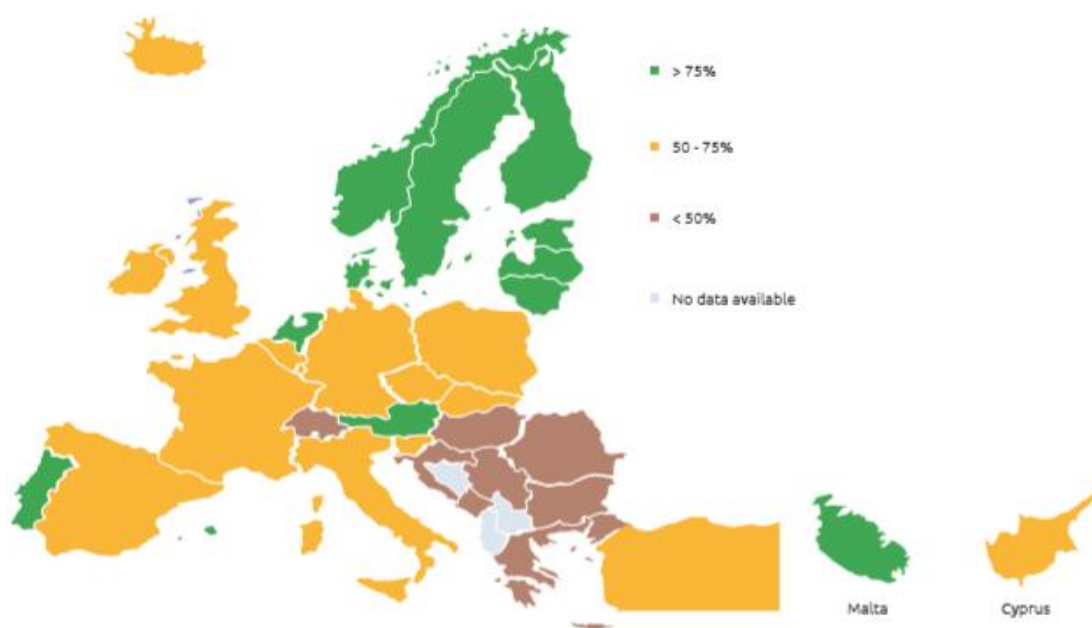 > 75%
50 - 75%
< 50%
No data available
Malta
Cyprus